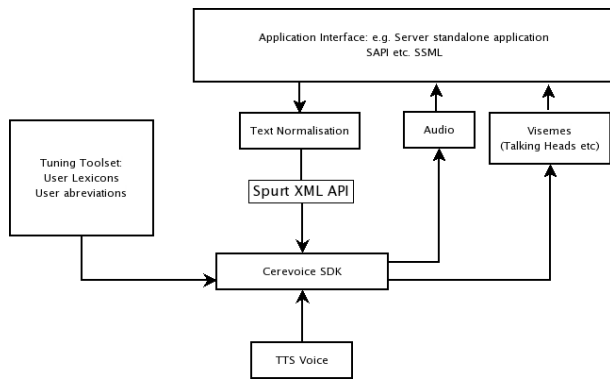 Application Interface: e.g. Server standalone application
SAPI etc. SSML
Text Normalisation
Audio
Visemes
(Talking Heads etc)
Tuning Toolset:
User Lexicons
User abreviations
Spurt XML API
Cerevoice SDK
TTS Voice